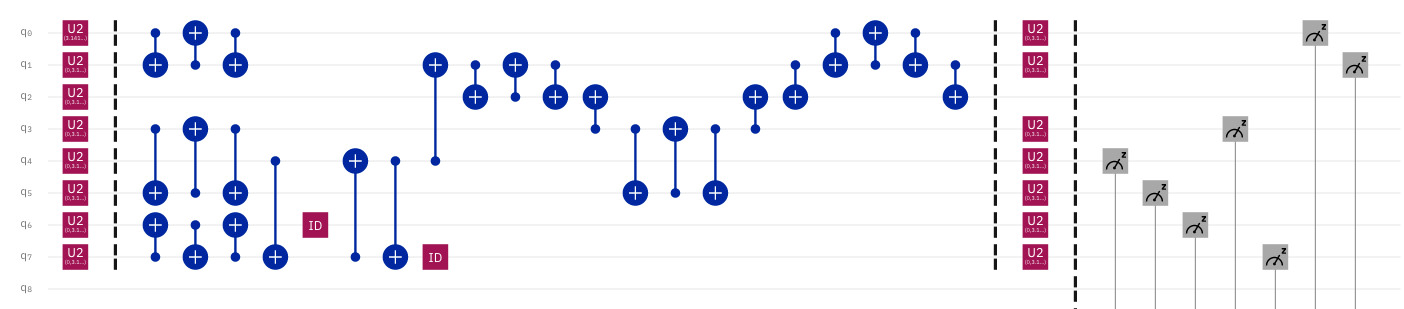 q0 U2 U2 z
(3.141...) (0,3.1...)
q1 U2 U2 z
(0,3.1...) (0,3.1...)
q2 U2
(0,3.1...)
q3 U2 U2 z
(0,3.1...) (0,3.1...)
q4 U2 U2 z
(0,3.1...) (0,3.1...)
q5 U2 U2 z
(0,3.1...) (0,3.1...)
q6 U2 ID U2 z
(0,3.1...) (0,3.1...)
q7 U2 ID U2 z
(0,3.1...) (0,3.1...)
q8